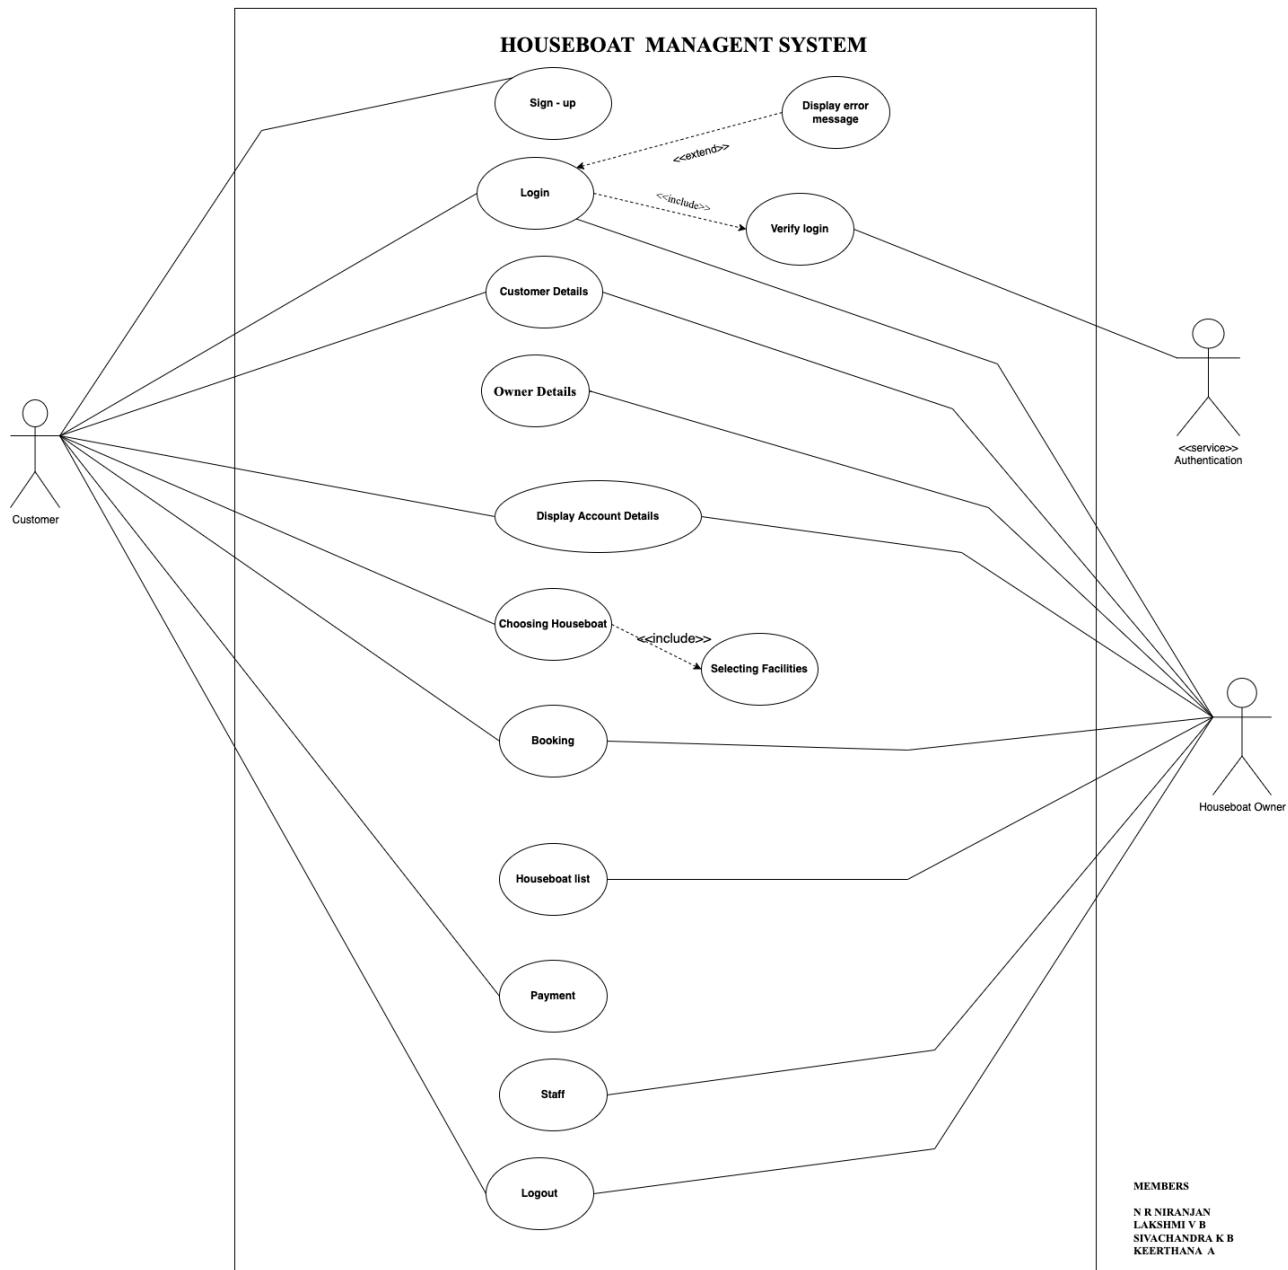 HOUSEBOAT  MANAGENT SYSTEM
Sign - up
Display error
message
<<extend>>
Login
<<include>>
Verify login
Customer Details
Owner Details
<<service>>
Authentication
Customer
Display Account Details
Choosing Houseboat
<<include>>
Selecting Facilities
Booking
Houseboat Owner
Houseboat list
Payment
Staff
Logout
MEMBERS
N R NIRANJAN
LAKSHMI V B
SIVACHANDRA K B
KEERTHANA  A